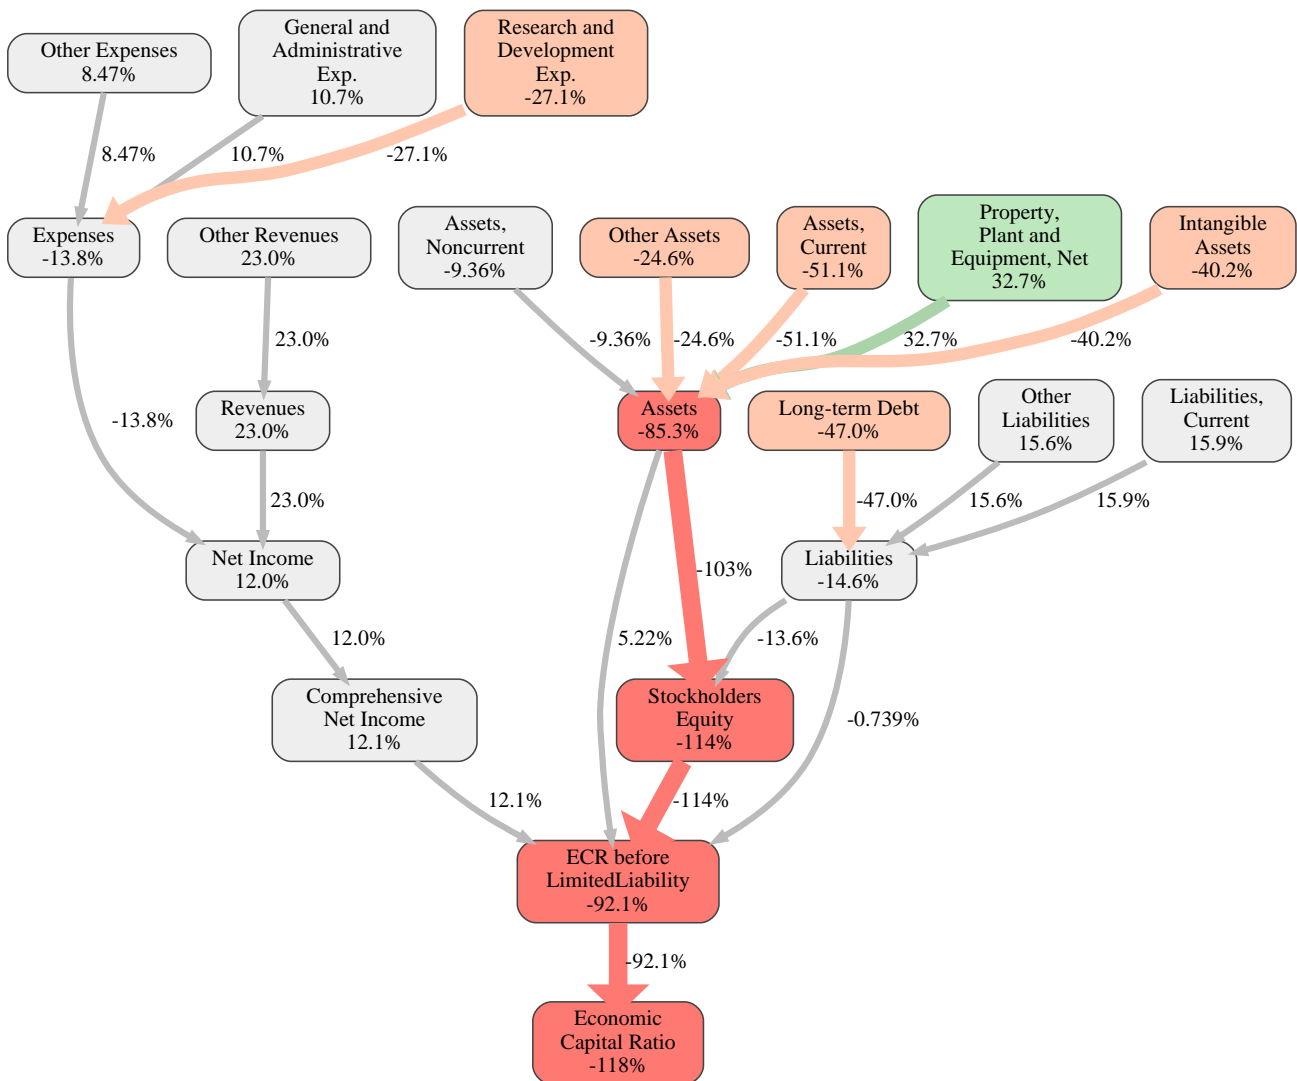 Other Expenses
8.47%
General and
Administrative
Exp.
10.7%
Research and
Development
Exp.
-27.1%
8.47%
10.7%
-27.1%
Expenses
-13.8%
Other Revenues
23.0%
Assets,
Noncurrent
-9.36%
Other Assets
-24.6%
Assets,
Current
-51.1%
Property,
Plant and
Equipment, Net
32.7%
Intangible
Assets
-40.2%
23.0%
-9.36%
-24.6%
-51.1%
32.7%
-40.2%
-13.8%
Revenues
23.0%
Assets
-85.3%
Long-term Debt
-47.0%
Other
Liabilities
15.6%
Liabilities,
Current
15.9%
23.0%
-47.0%
15.6%
15.9%
Net Income
12.0%
-103%
Liabilities
-14.6%
12.0%
5.22%
-13.6%
Comprehensive
Net Income
12.1%
Stockholders
Equity
-114%
-0.739%
12.1%
-114%
ECR before
LimitedLiability
-92.1%
-92.1%
Economic
Capital Ratio
-118%